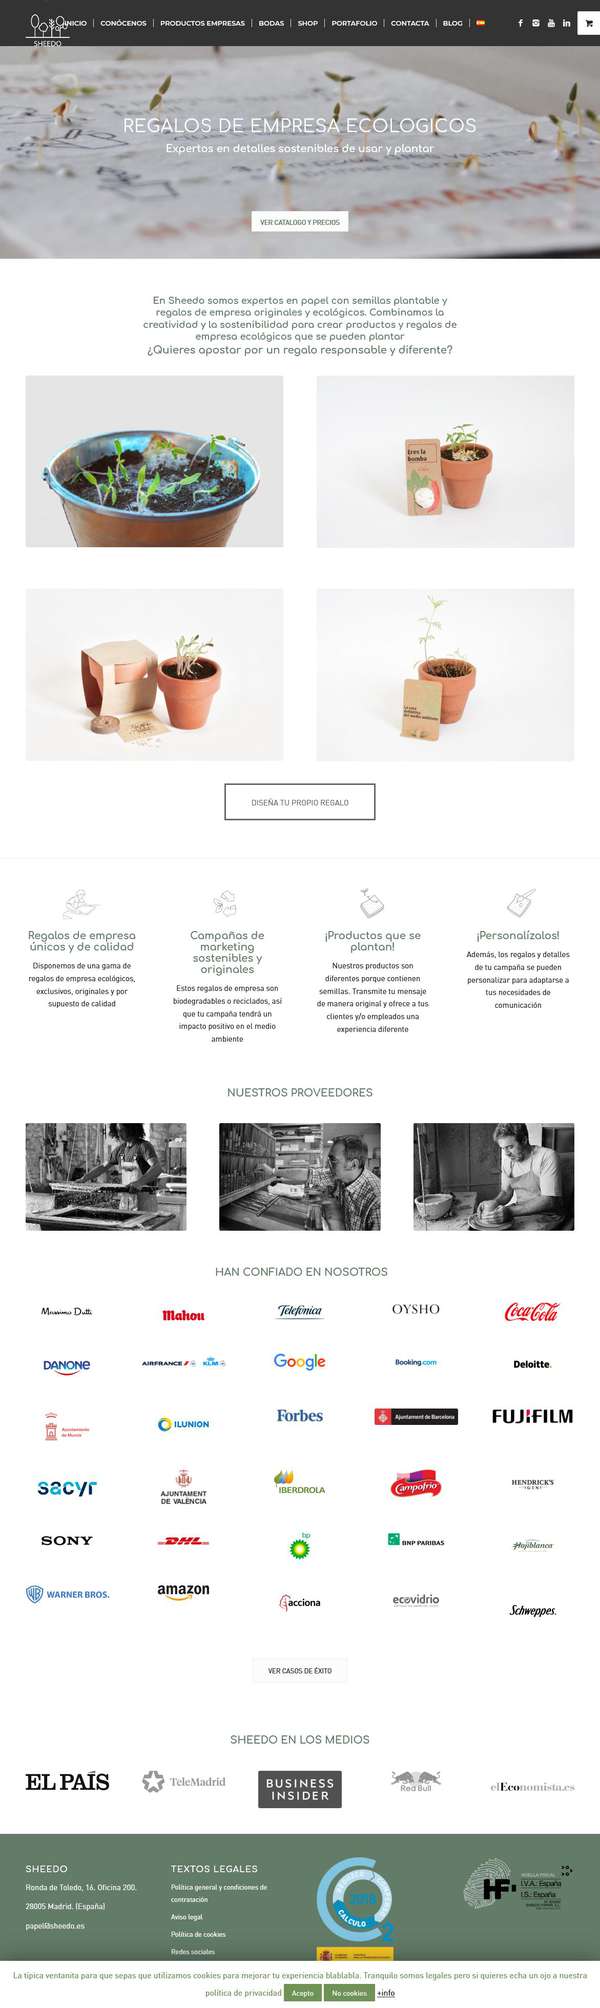 SHEEDO
INICIO
CONÓCENOS
PRODUCTOS EMPRESAS
BODAS
SHOP
PORTAFOLIO
CONTACTA
BLOG
REGALOS DE EMPRESA ECOLOGICOS
Expertos en detalles sostenibles de usar y plantar
VER CATALOGO Y PRECIOS
En Sheedo somos expertos en papel con semillas plantable y
regalos de empresa originales y ecológicos. Combinamos la
creatividad y la sostenibilidad para crear productos y regalos de
empresa ecológicos que se pueden plantar
¿Quieres apostar por un regalo responsable y diferente?
Eres la
bomba
DISEÑA TU PROPIO REGALO
Regalos de empresa
únicos y de calidad
Disponemos de una gama de
regalos de empresa ecológicos,
exclusivos, originales y por
supuesto de calidad
Campañas de
marketing
sostenibles y
originales
Estos regalos de empresa son
biodegradables o reciclados, así
que tu campaña tendrá un
impacto positivo en el medio
ambiente
¡Productos que se
plantan!
Nuestros productos son
diferentes porque contienen
semillas. Transmite tu mensaje
de manera original y ofrece a tus
clientes y/o empleados una
experiencia diferente
¡Personalízalos!
Además, los regalos y detalles
de tu campaña se pueden
personalizar para adaptarse a
tus necesidades de
comunicación
NUESTROS PROVEEDORES
HAN CONFIADO EN NOSOTROS
Massimo Dutti
Mahou
Telefónica
OYSHO
Coca-Cola
DANONE
AIRFRANCE KLM
Google
Booking.com
Deloitte.
Ayuntamiento
de Murcia
ILUNION
Forbes
Ajuntament de Barcelona
FUJIFILM
sacyr
AJUNTAMENT
DE VALÈNCIA
IBERDROLA
Campofrío
HENDRICK'S
GIN
SONY
DHL
bp
BNP PARIBAS
Hojiblanca
WARNER BROS.
amazon
acciona
ecovidrio
Schweppes.
VER CASOS DE ÉXITO
SHEEDO EN LOS MEDIOS
EL PAÍS
TeleMadrid
BUSINESS
INSIDER
Red Bull
elEconomista.es
SHEEDO
Ronda de Toledo, 16. Oficina 200.
28005 Madrid. (España)
papel@sheedo.es
TEXTOS LEGALES
Política general y condiciones de
contratación
Aviso legal
Política de cookies
Redes sociales
2018
CALCULO
2
HUELLA FISCAL
HF
I.V.A.: España
I.S.: España
La típica ventanita para que sepas que utilizamos cookies para mejorar tu experiencia blablabla. Tranquilo somos legales pero si quieres echa un ojo a nuestra
política de privacidad
Acepto
No cookies
+info